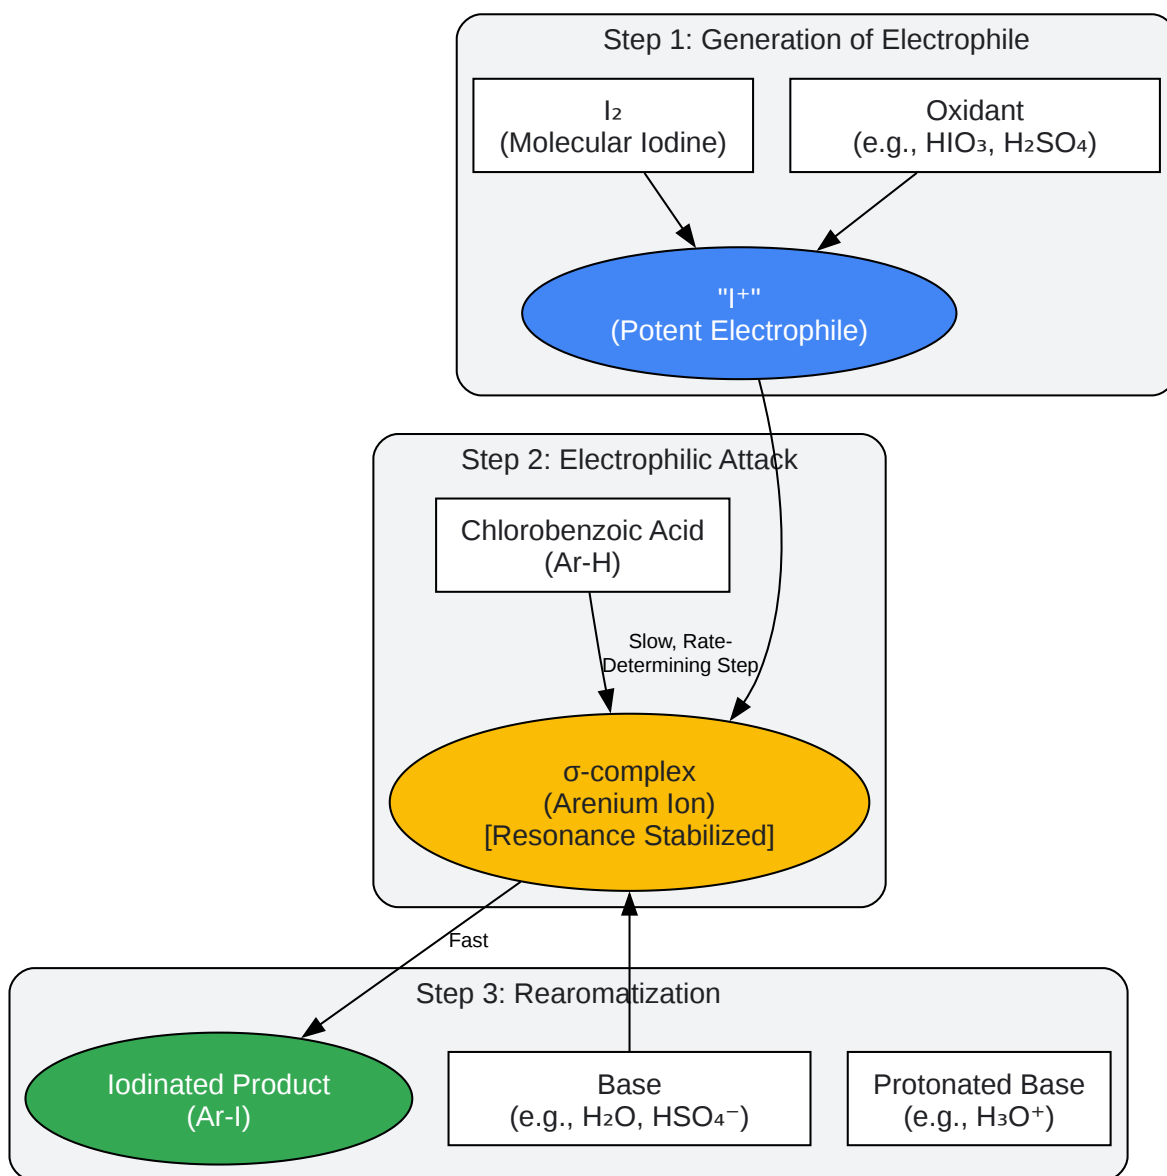 Step 1: Generation of Electrophile
I₂
(Molecular Iodine)
Oxidant
(e.g., HIO₃, H₂SO₄)
"I⁺"
(Potent Electrophile)
Step 2: Electrophilic Attack
Chlorobenzoic Acid
(Ar-H)
Slow, Rate-
Determining Step
σ-complex
(Arenium Ion)
[Resonance Stabilized]
Fast
Step 3: Rearomatization
Iodinated Product
(Ar-I)
Base
(e.g., H₂O, HSO₄⁻)
Protonated Base
(e.g., H₃O⁺)